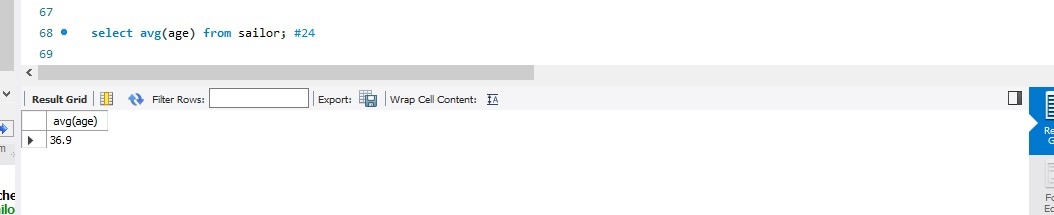 67
68 select avg(age) from sailor; #24
69
Result Grid Filter Rows: Export: Wrap Cell Content:
avg(age)
36.9